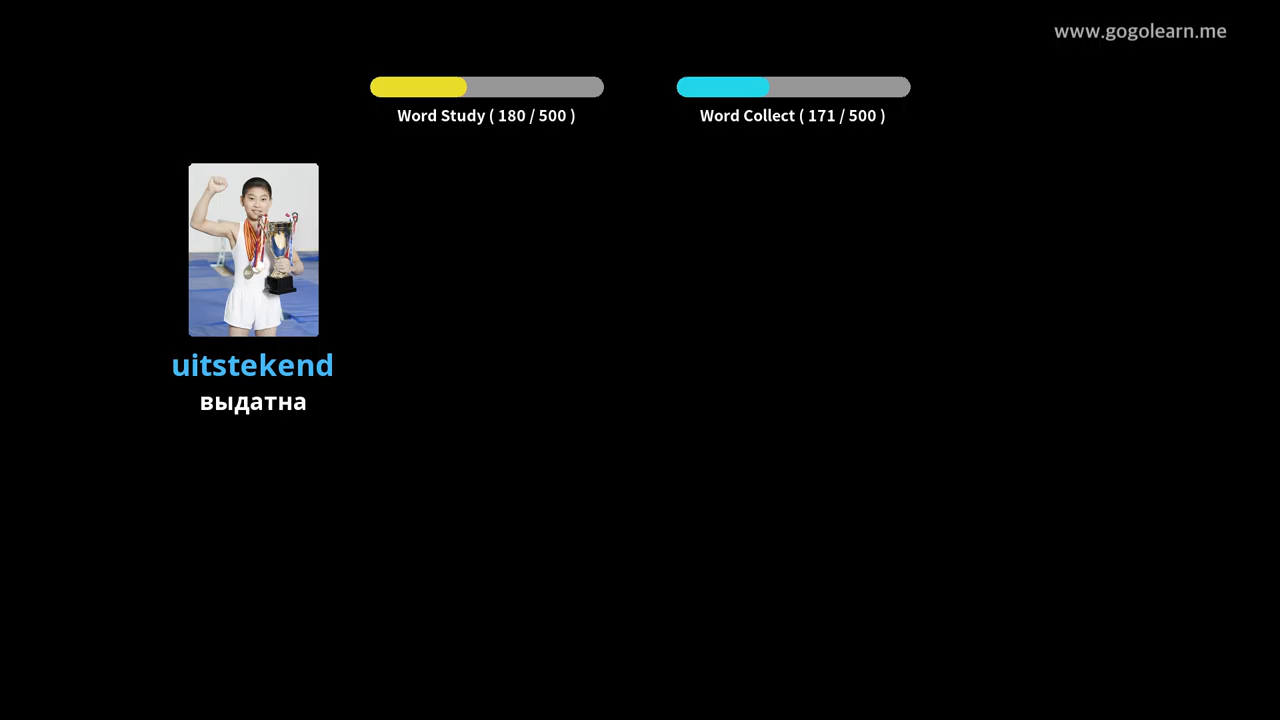 www.gogolearn.me
Word Study ( 180 / 500 )
Word Collect ( 171 / 500 )
uitstekend
выдатна